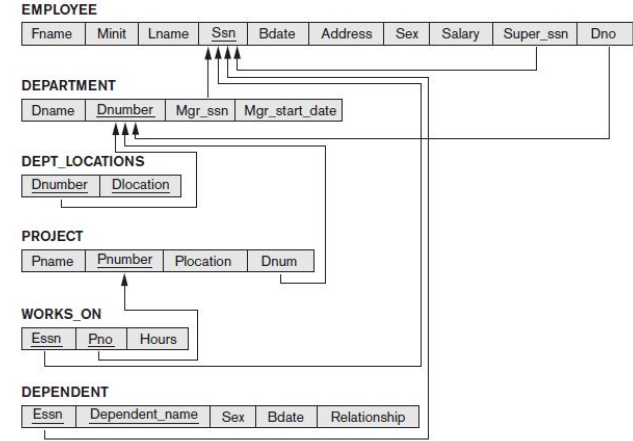 EMPLOYEE
Fname Minit Lname Ssn Bdate Address Sex Salary Super_ssn Dno
DEPARTMENT
Dname Dnumber Mgr_ssn Mgr_start_date
DEPT_LOCATIONS
Dnumber Dlocation
PROJECT
Pname Pnumber Plocation Dnum
WORKS_ON
Essn Pno Hours
DEPENDENT
Essn Dependent_name Sex Bdate Relationship